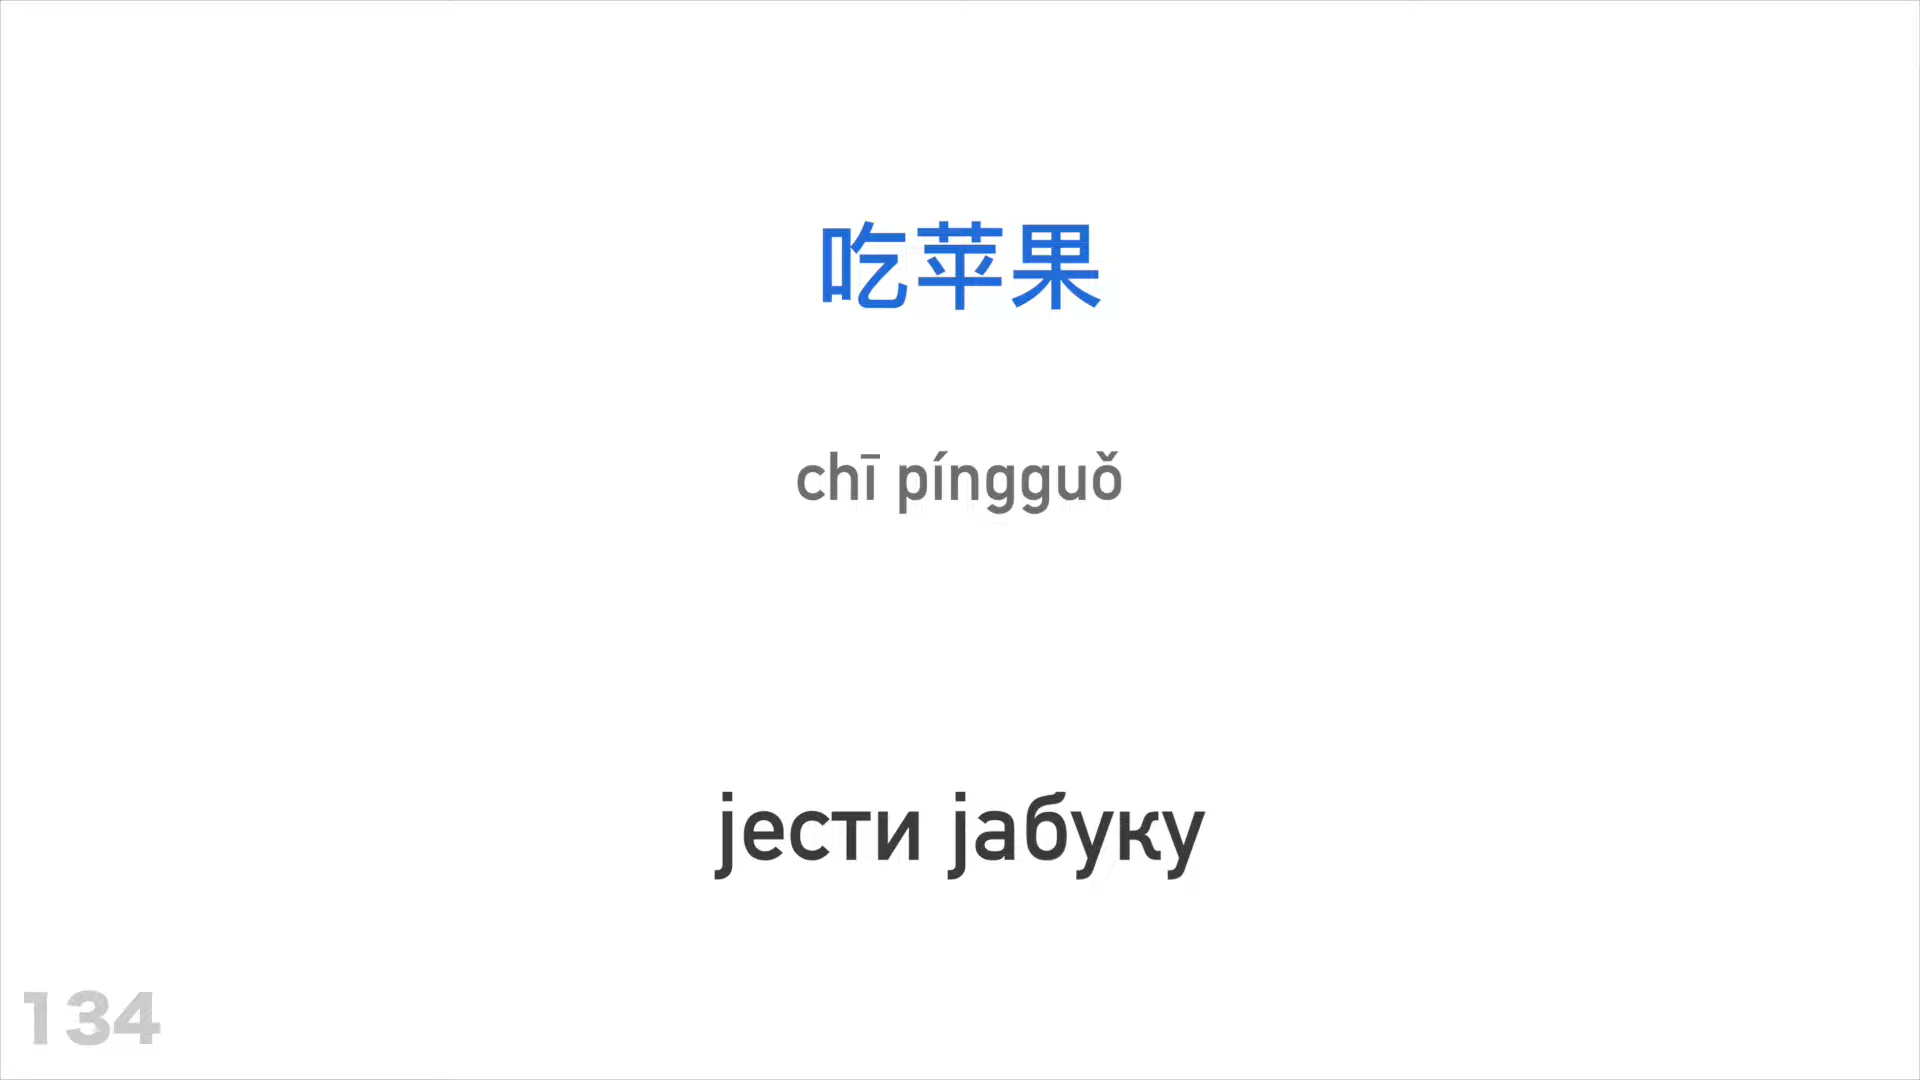 吃苹果
chī píngguǒ
јести јабуку
134